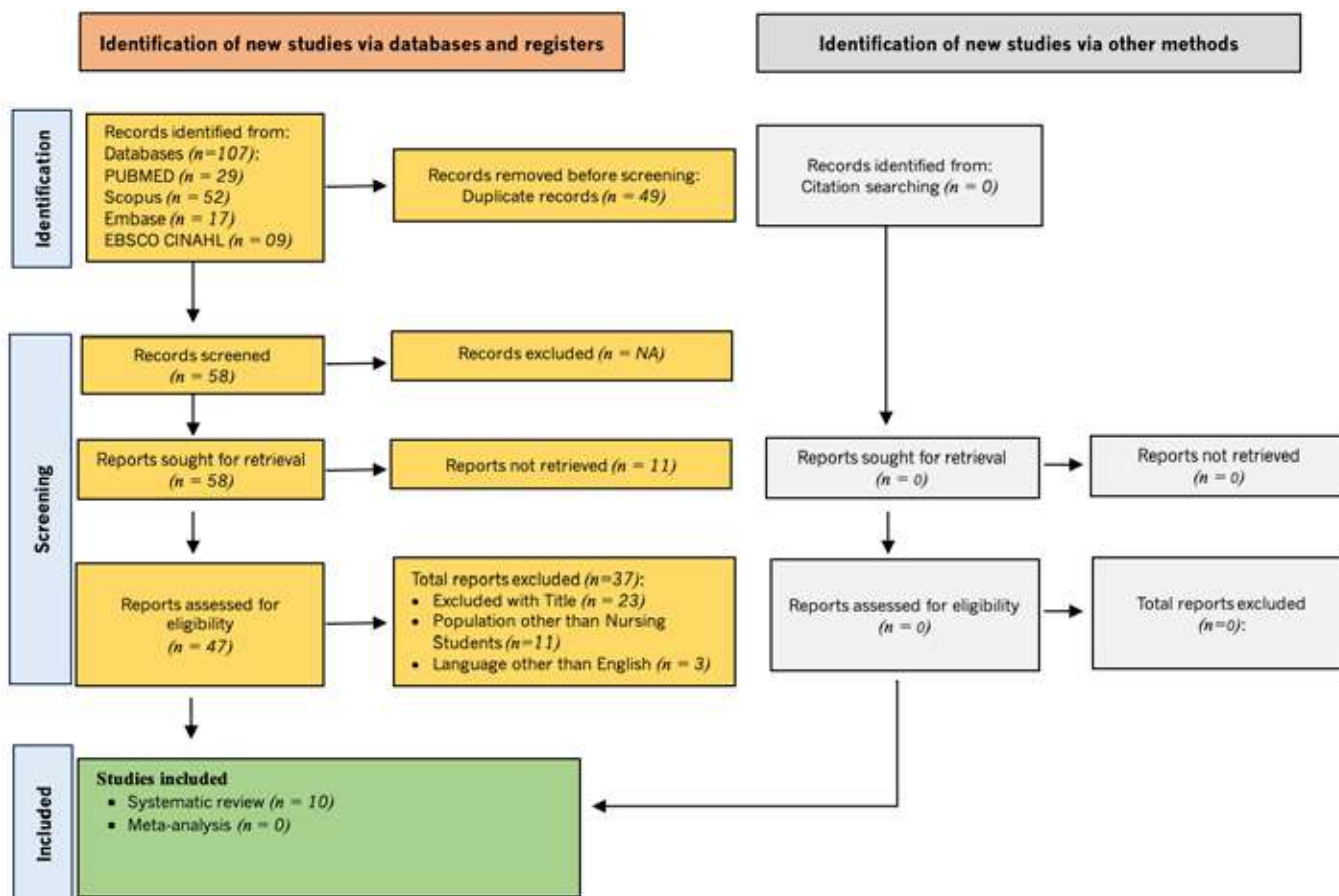 Identification of new studies via databases and registers
Identification of new studies via other methods
Identification
Records identified from:
Databases (n=107):
PUBMED (n = 29)
Scopus (n = 52)
Embase (n = 17)
EBSCO CINAHL (n = 09)
Records removed before screening:
Duplicate records (n = 49)
Records identified from:
Citation searching (n = 0)
Screening
Records screened
(n = 58)
Records excluded (n = NA)
Reports sought for retrieval
(n = 58)
Reports not retrieved (n = 11)
Reports sought for retrieval
(n = 0)
Reports not retrieved
(n = 0)
Reports assessed for
eligibility
(n = 47)
Total reports excluded (n=37):
• Excluded with Title (n = 23)
• Population other than Nursing
Students (n=11)
• Language other than English (n = 3)
Reports assessed for eligibility
(n = 0)
Total reports excluded
(n=0):
Included
Studies included
• Systematic review (n = 10)
• Meta-analysis (n = 0)